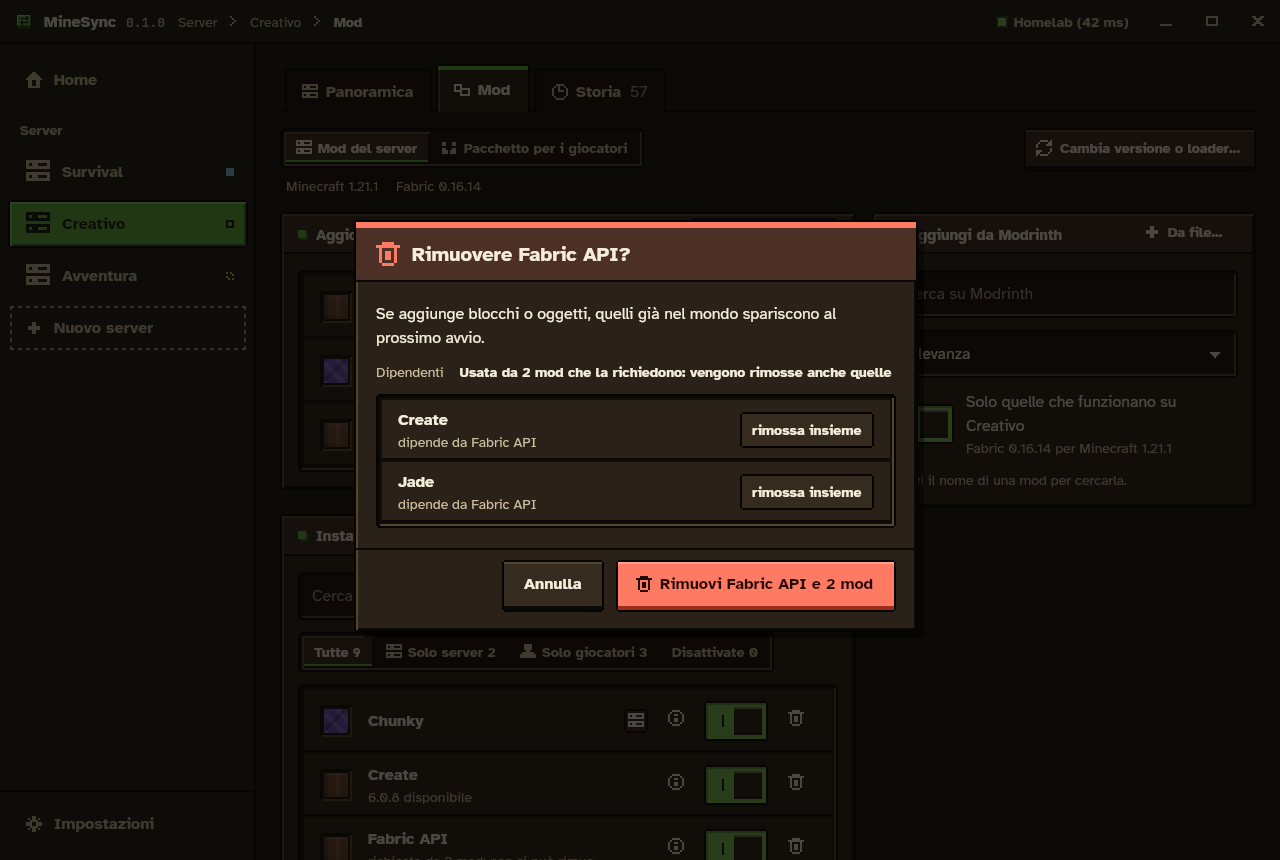 MineSync 0.1.0 Server > Creativo > Mod
Homelab (42 ms)
Home
Server
Survival
Creativo
Avventura
Nuovo server
Impostazioni
Panoramica
Mod
Storia 57
Mod del server
Pacchetto per i giocatori
Cambia versione o loader...
Minecraft 1.21.1 Fabric 0.16.14
Rimuovere Fabric API?
Se aggiunge blocchi o oggetti, quelli già nel mondo spariscono al
prossimo avvio.
Dipendenti Usata da 2 mod che la richiedono: vengono rimosse anche quelle
Create
dipende da Fabric API
rimossa insieme
Jade
dipende da Fabric API
rimossa insieme
Annulla
Rimuovi Fabric API e 2 mod
da Modrinth
Da file...
su Modrinth
Solo quelle che funzionano su
Creativo
Fabric 0.16.14 per Minecraft 1.21.1
il nome di una mod per cercarla.
Cerca
Tutte 9
Solo server 2
Solo giocatori 3
Disattivate 0
Chunky
Create
6.0.8 disponibile
Fabric API